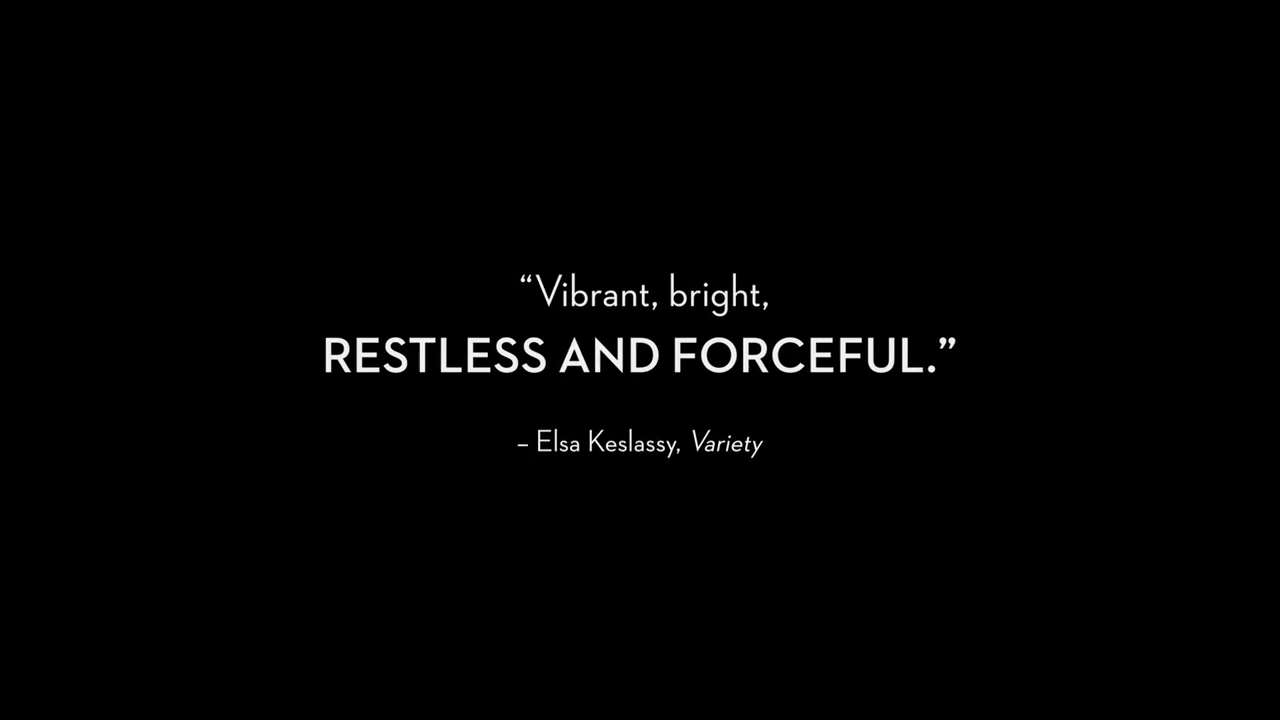 “Vibrant, bright,
RESTLESS AND FORCEFUL.”
– Elsa Keslassy, Variety